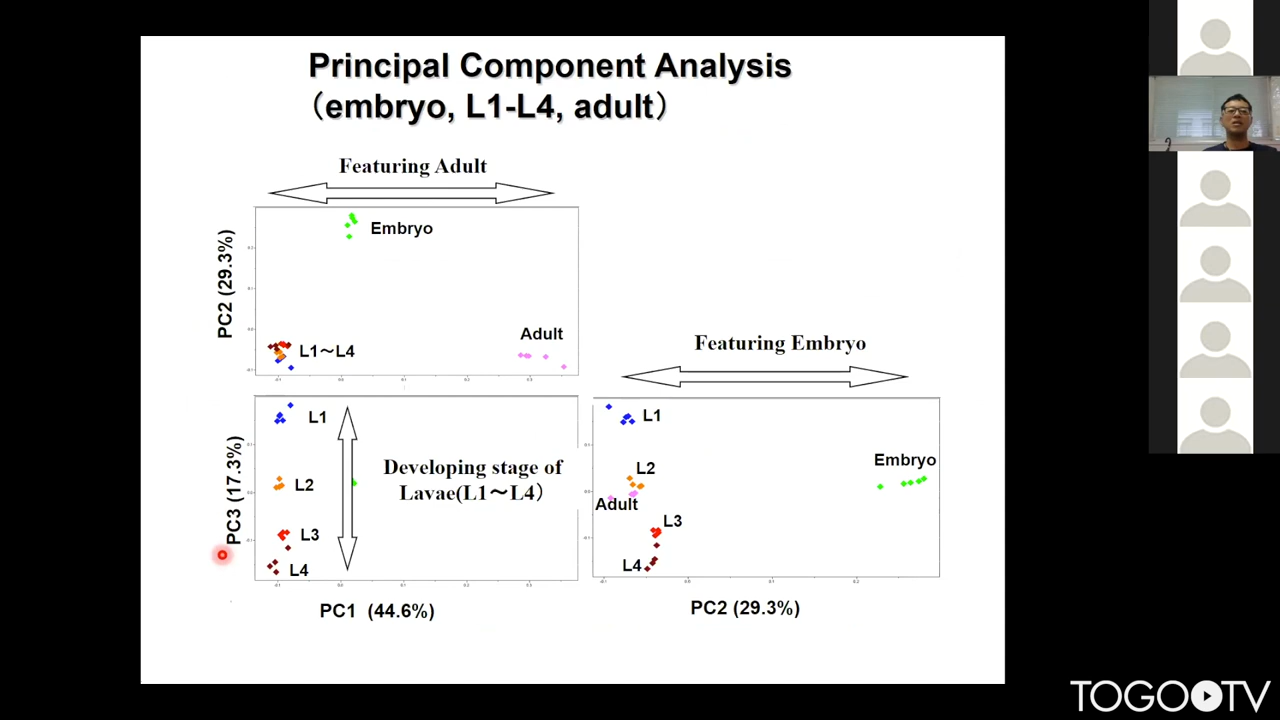 Principal Component Analysis
（embryo, L1-L4, adult）
Featuring Adult
PC2 (29.3%)
Embryo
Adult
L1～L4
Featuring Embryo
PC3 (17.3%)
L1
L2
L3
L4
Developing stage of
Lavae(L1～L4）
PC1 (44.6%)
L1
L2
Adult
L3
L4
Embryo
PC2 (29.3%)
TOGO TV